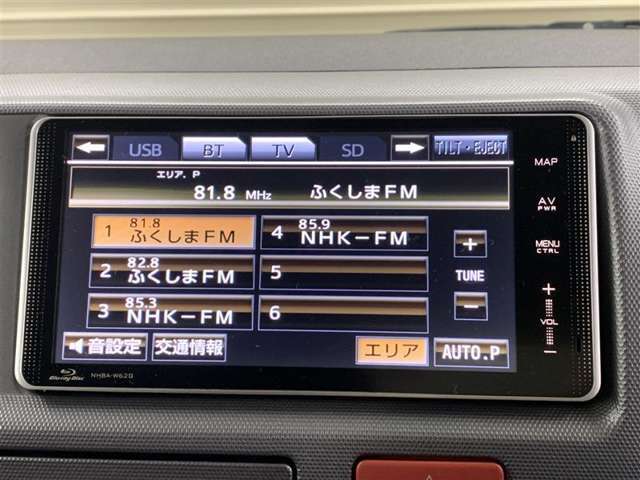 USB BT TV SD TILT・EJECT
エリア. P
81.8 MHz ふくしまFM
1 81.8 ふくしまFM
2 82.8 ふくしまFM
3 85.3 NHK-FM
4 85.9 NHK-FM
5
6
+
TUNE
-
音設定 交通情報 エリア AUTO.P
MAP
AV
PWR
MENU
CTRL
+
VOL
-
Blu-ray Disc NHBA-W62G